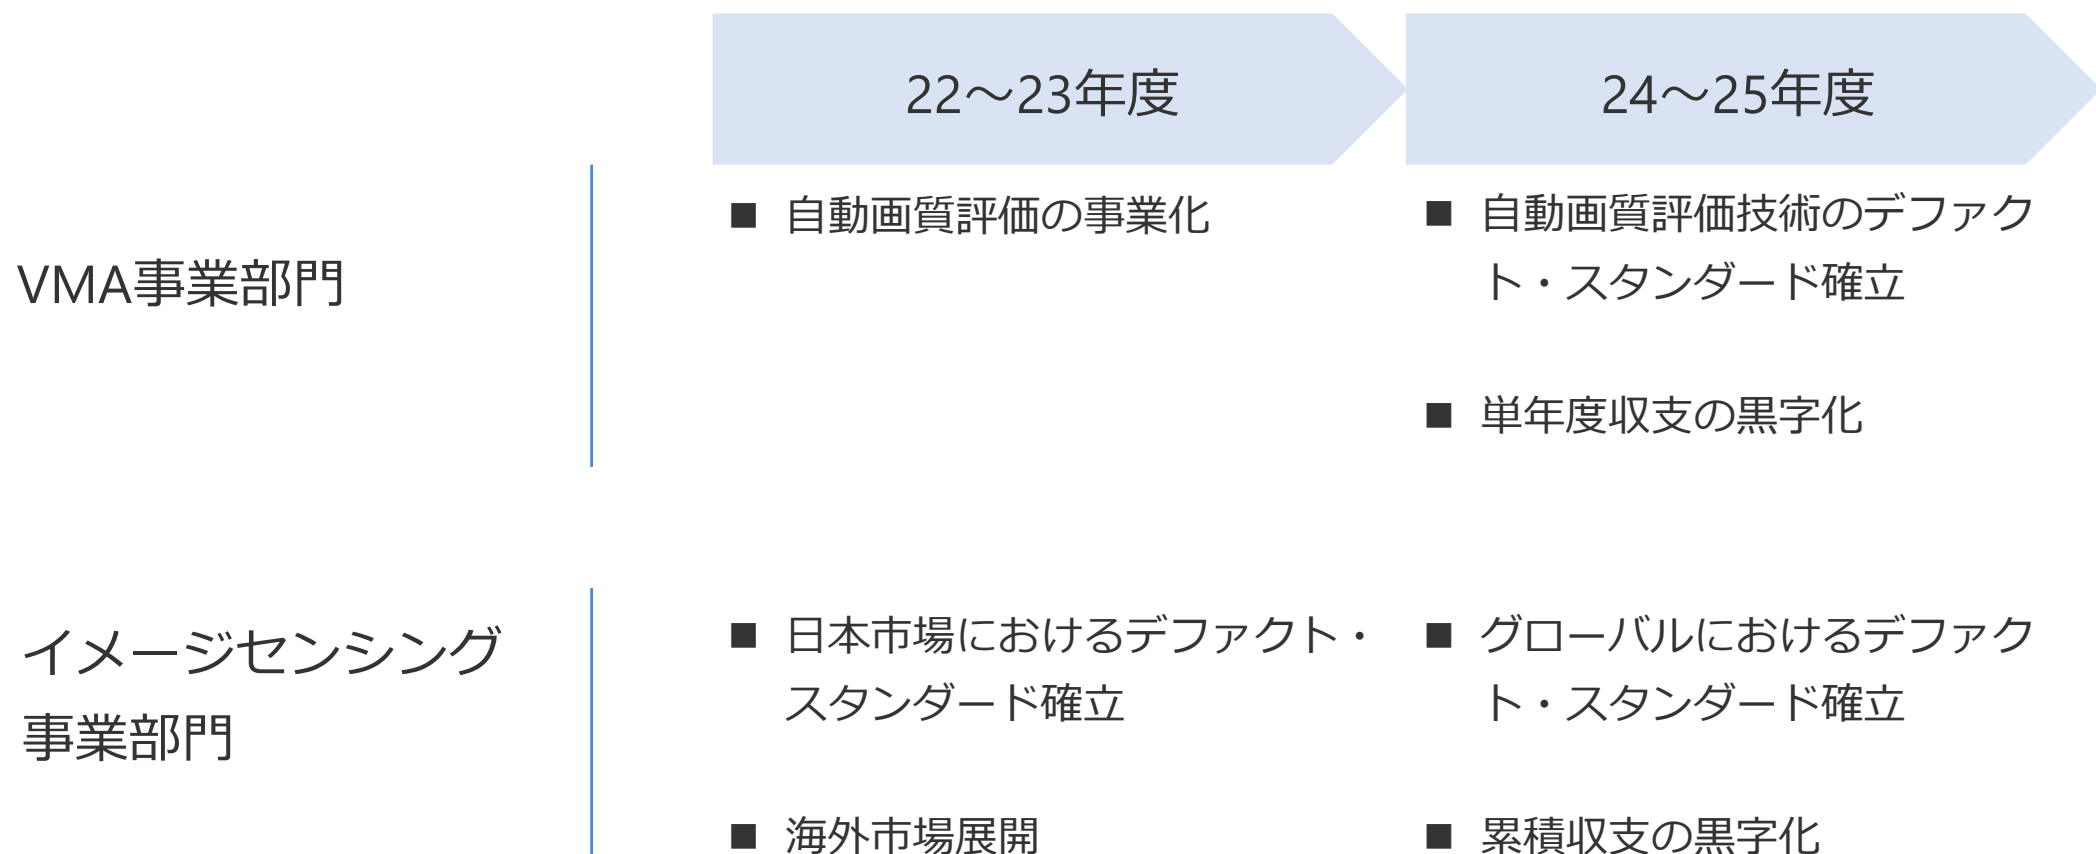 22～23年度
24～25年度
VMA事業部門
■ 自動画質評価の事業化
■ 自動画質評価技術のデファク
ト・スタンダード確立
■ 単年度収支の黒字化
イメージセンシング
事業部門
■ 日本市場におけるデファクト・
スタンダード確立
■ 海外市場展開
■ グローバルにおけるデファク
ト・スタンダード確立
■ 累積収支の黒字化